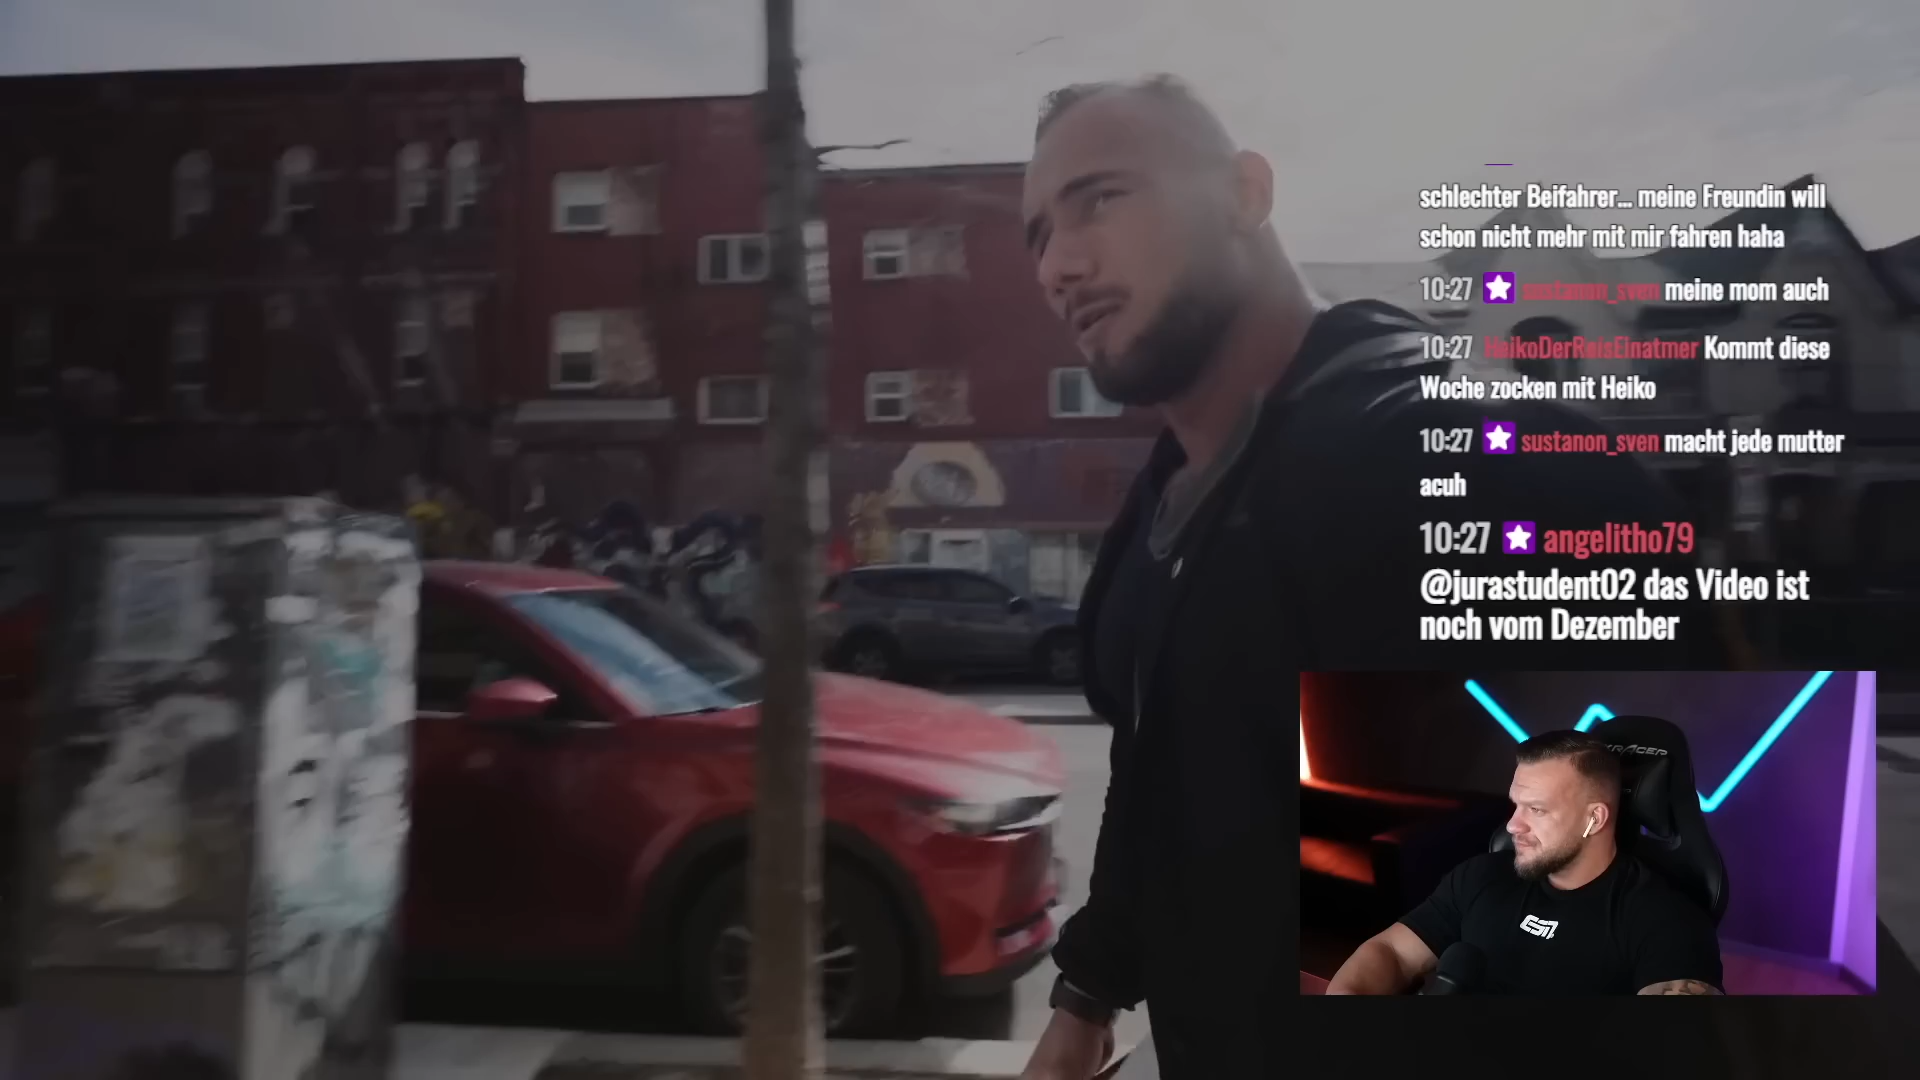 schlechter Beifahrer... meine Freundin will
schon nicht mehr mit mir fahren haha
10:27 sustanon_sven meine mom auch
10:27 HeikoDerReisEinatmer Kommt diese
Woche zocken mit Heiko
10:27 sustanon_sven macht jede mutter
acuh
10:27 angelitho79
@jurastudent02 das Video ist
noch vom Dezember